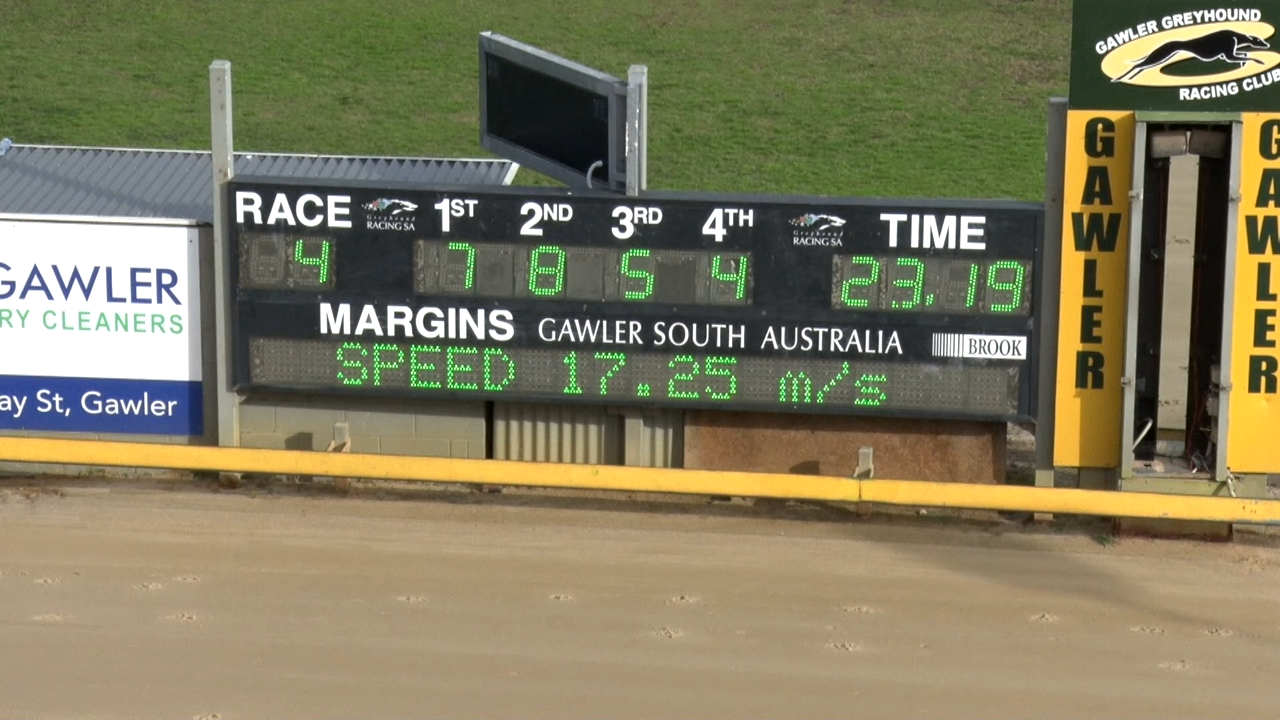 GAWLER GREYHOUND
RACING CLUB
RACE
Greyhound
RACING SA
1ST 2ND 3RD 4TH
Greyhound
RACING SA
TIME
4 7 8 5 4 23.19
MARGINS GAWLER SOUTH AUSTRALIA BROOK
SPEED 17.25 m/s
GAWLER
RY CLEANERS
ay St, Gawler
GAWLER
GAWLER